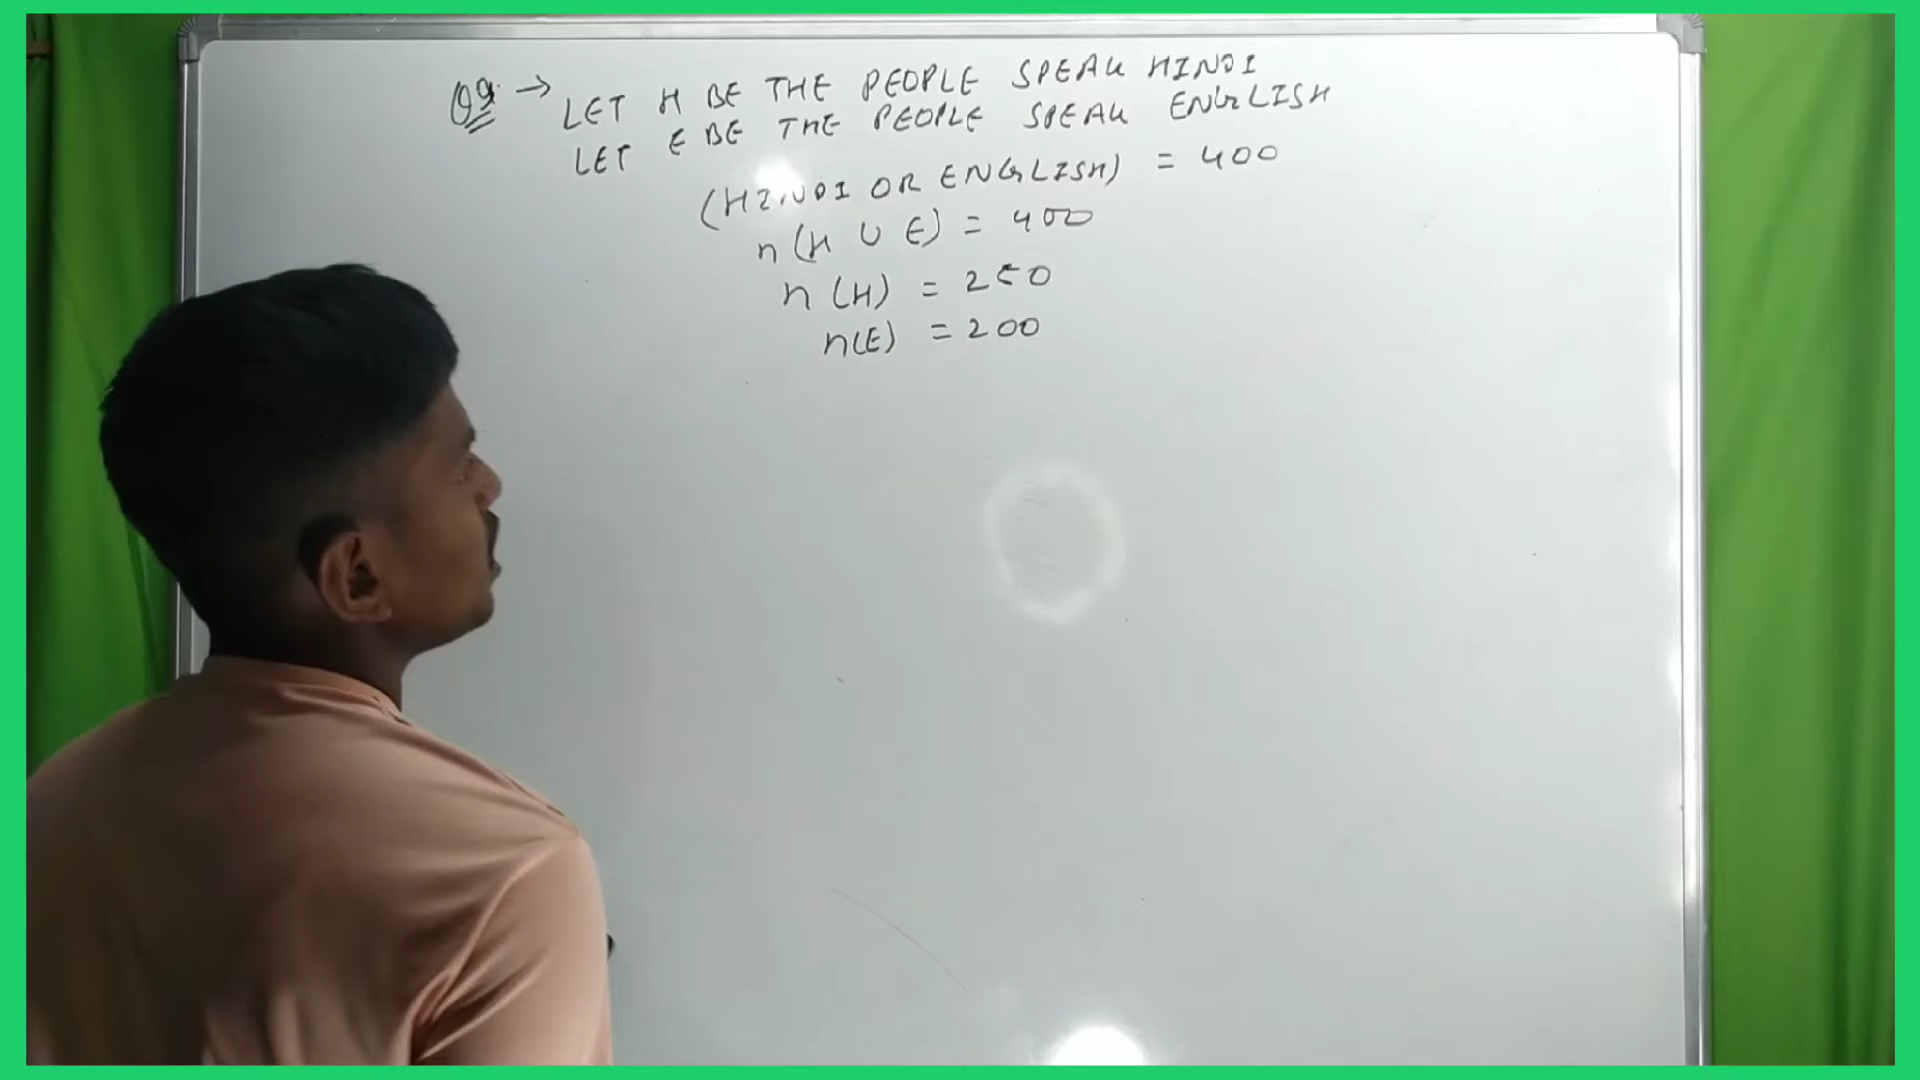 Q9. → LET H BE THE PEOPLE SPEAK HINDI
LET E BE THE PEOPLE SPEAK ENGLISH
(HINDI OR ENGLISH) = 400
n(H ∪ E) = 400
n(H) = 250
n(E) = 200